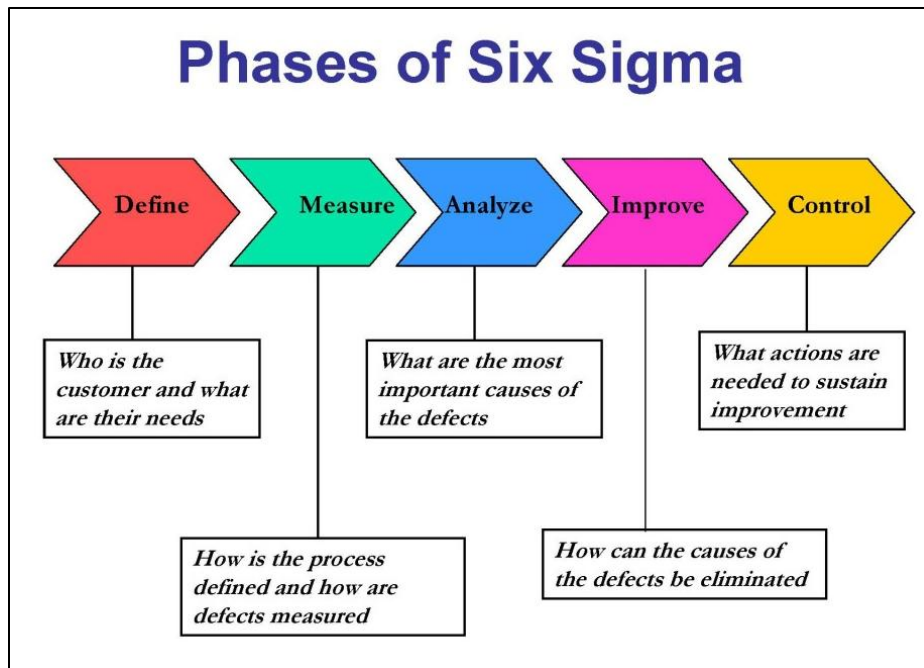 Phases of Six Sigma
Define
Measure
Analyze
Improve
Control
Who is the
customer and what
are their needs
What are the most
important causes of
the defects
What actions are
needed to sustain
improvement
How is the process
defined and how are
defects measured
How can the causes of
the defects be eliminated